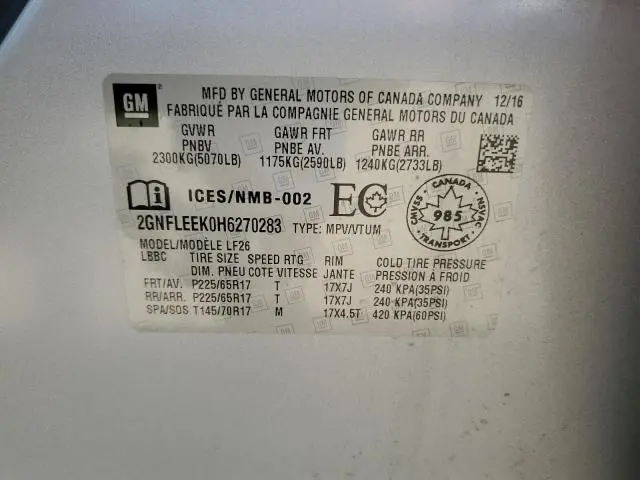 GM
MFD BY GENERAL MOTORS OF CANADA COMPANY 12/16
FABRIQUÉ PAR LA COMPAGNIE GENERAL MOTORS DU CANADA
GVWR GAWR FRT GAWR RR
PNBV PNBE AV. PNBE ARR.
2300KG(5070LB) 1175KG(2590LB) 1240KG(2733LB)
ICES/NMB-002 EC
CANADA
CMVSS 985 NSVAC
TRANSPORT
2GNFLEEK0H6270283 TYPE: MPV/VTUM
MODEL/MODÈLE LF26
LBBC TIRE SIZE SPEED RTG RIM COLD TIRE PRESSURE
DIM. PNEU COTE VITESSE JANTE PRESSION À FROID
FRT/AV. P225/65R17 T 17X7J 240 KPA(35PSI)
RR/ARR. P225/65R17 T 17X7J 240 KPA(35PSI)
SPA/SOS T145/70R17 M 17X4.5T 420 KPA(60PSI)